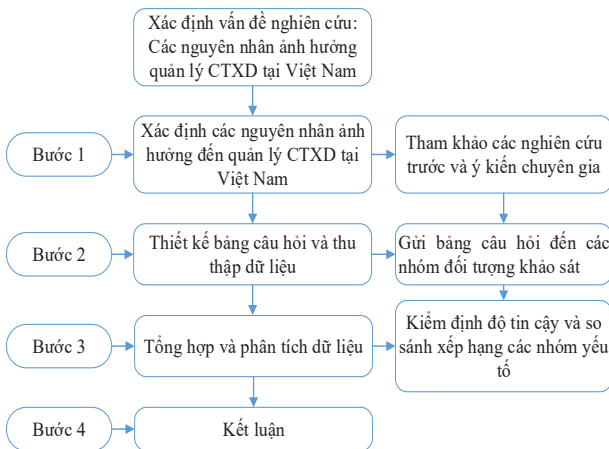 Xác định vấn đề nghiên cứu:
Các nguyên nhân ảnh hưởng
quản lý CTXD tại Việt Nam
Bước 1
Xác định các nguyên nhân ảnh
hưởng đến quản lý CTXD tại
Việt Nam
Tham khảo các nghiên cứu
trước và ý kiến chuyên gia
Bước 2
Thiết kế bảng câu hỏi và thu
thập dữ liệu
Gửi bảng câu hỏi đến các
nhóm đối tượng khảo sát
Bước 3
Tổng hợp và phân tích dữ liệu
Kiểm định độ tin cậy và so
sánh xếp hạng các nhóm yếu
tố
Bước 4
Kết luận